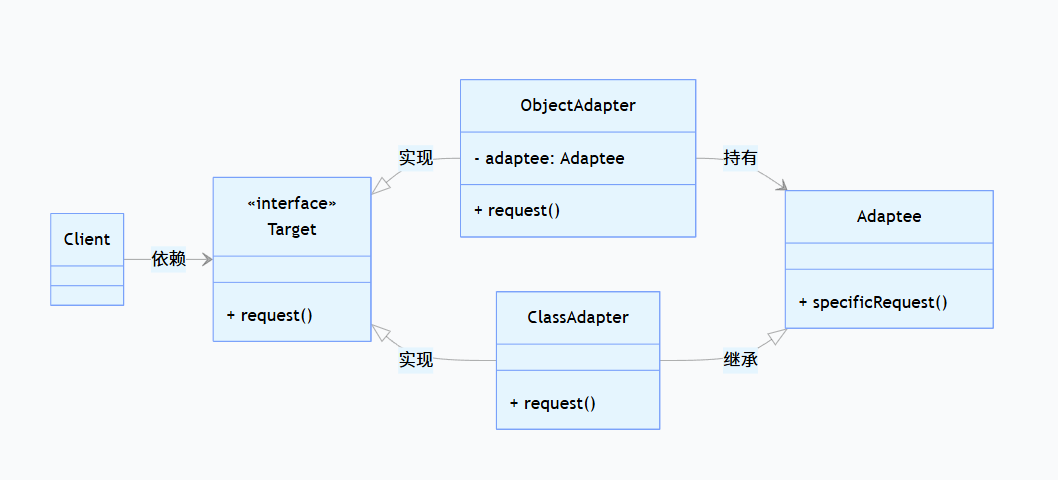 Client
依赖
«interface»
Target
+ request()
实现
实现
ObjectAdapter
- adaptee: Adaptee
+ request()
ClassAdapter
+ request()
持有
继承
Adaptee
+ specificRequest()